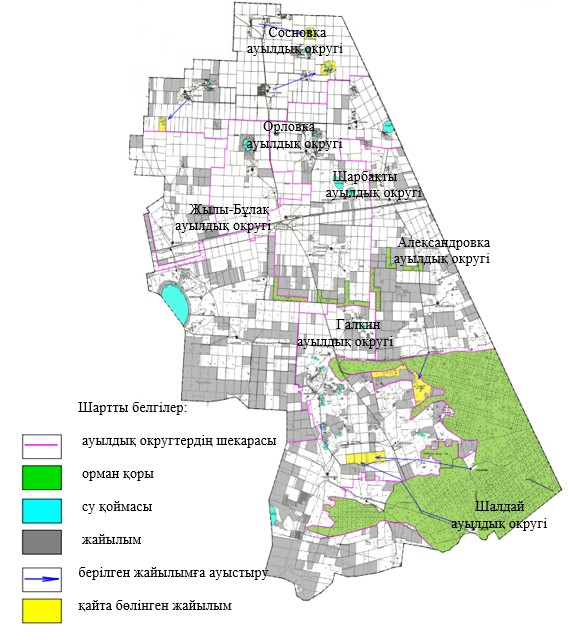 Сосновка
ауылдық округі
Орловка
ауылдық округі
Шарбақты
ауылдық округі
Жылы-Бұлақ
ауылдық округі
Александровка
ауылдық округі
Галкин
ауылдық округі
Шалдай
ауылдық округі
Шартты белгілер:
ауылдық округтердің шекарасы
орман қоры
су қоймасы
жайылым
берілген жайылымға ауыстыру
қайта бөлінген жайылым